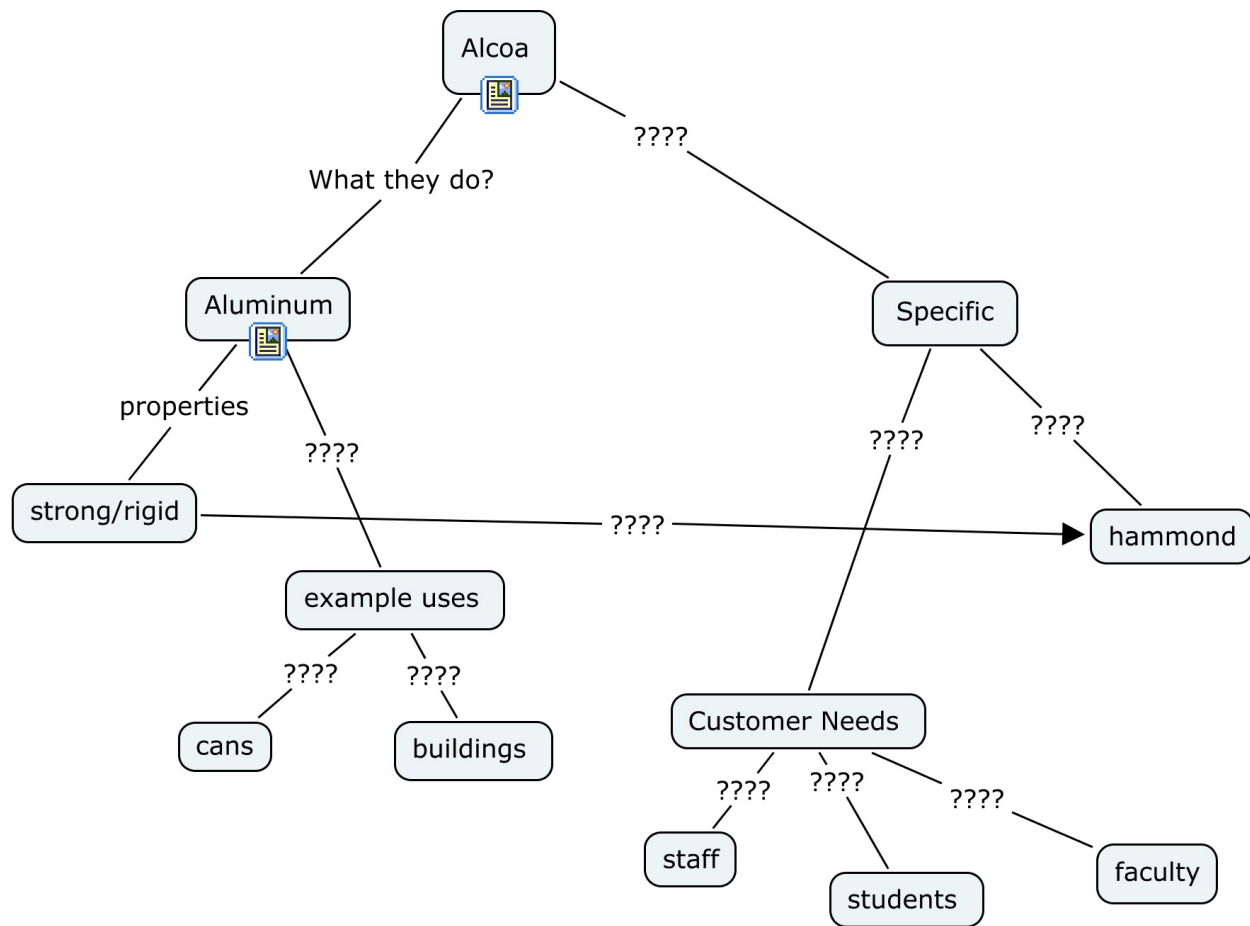 Alcoa
????
What they do?
Aluminum
Specific
properties
????
????
????
strong/rigid
????
hammond
example uses
????
????
cans
buildings
Customer Needs
????
????
????
staff
students
faculty